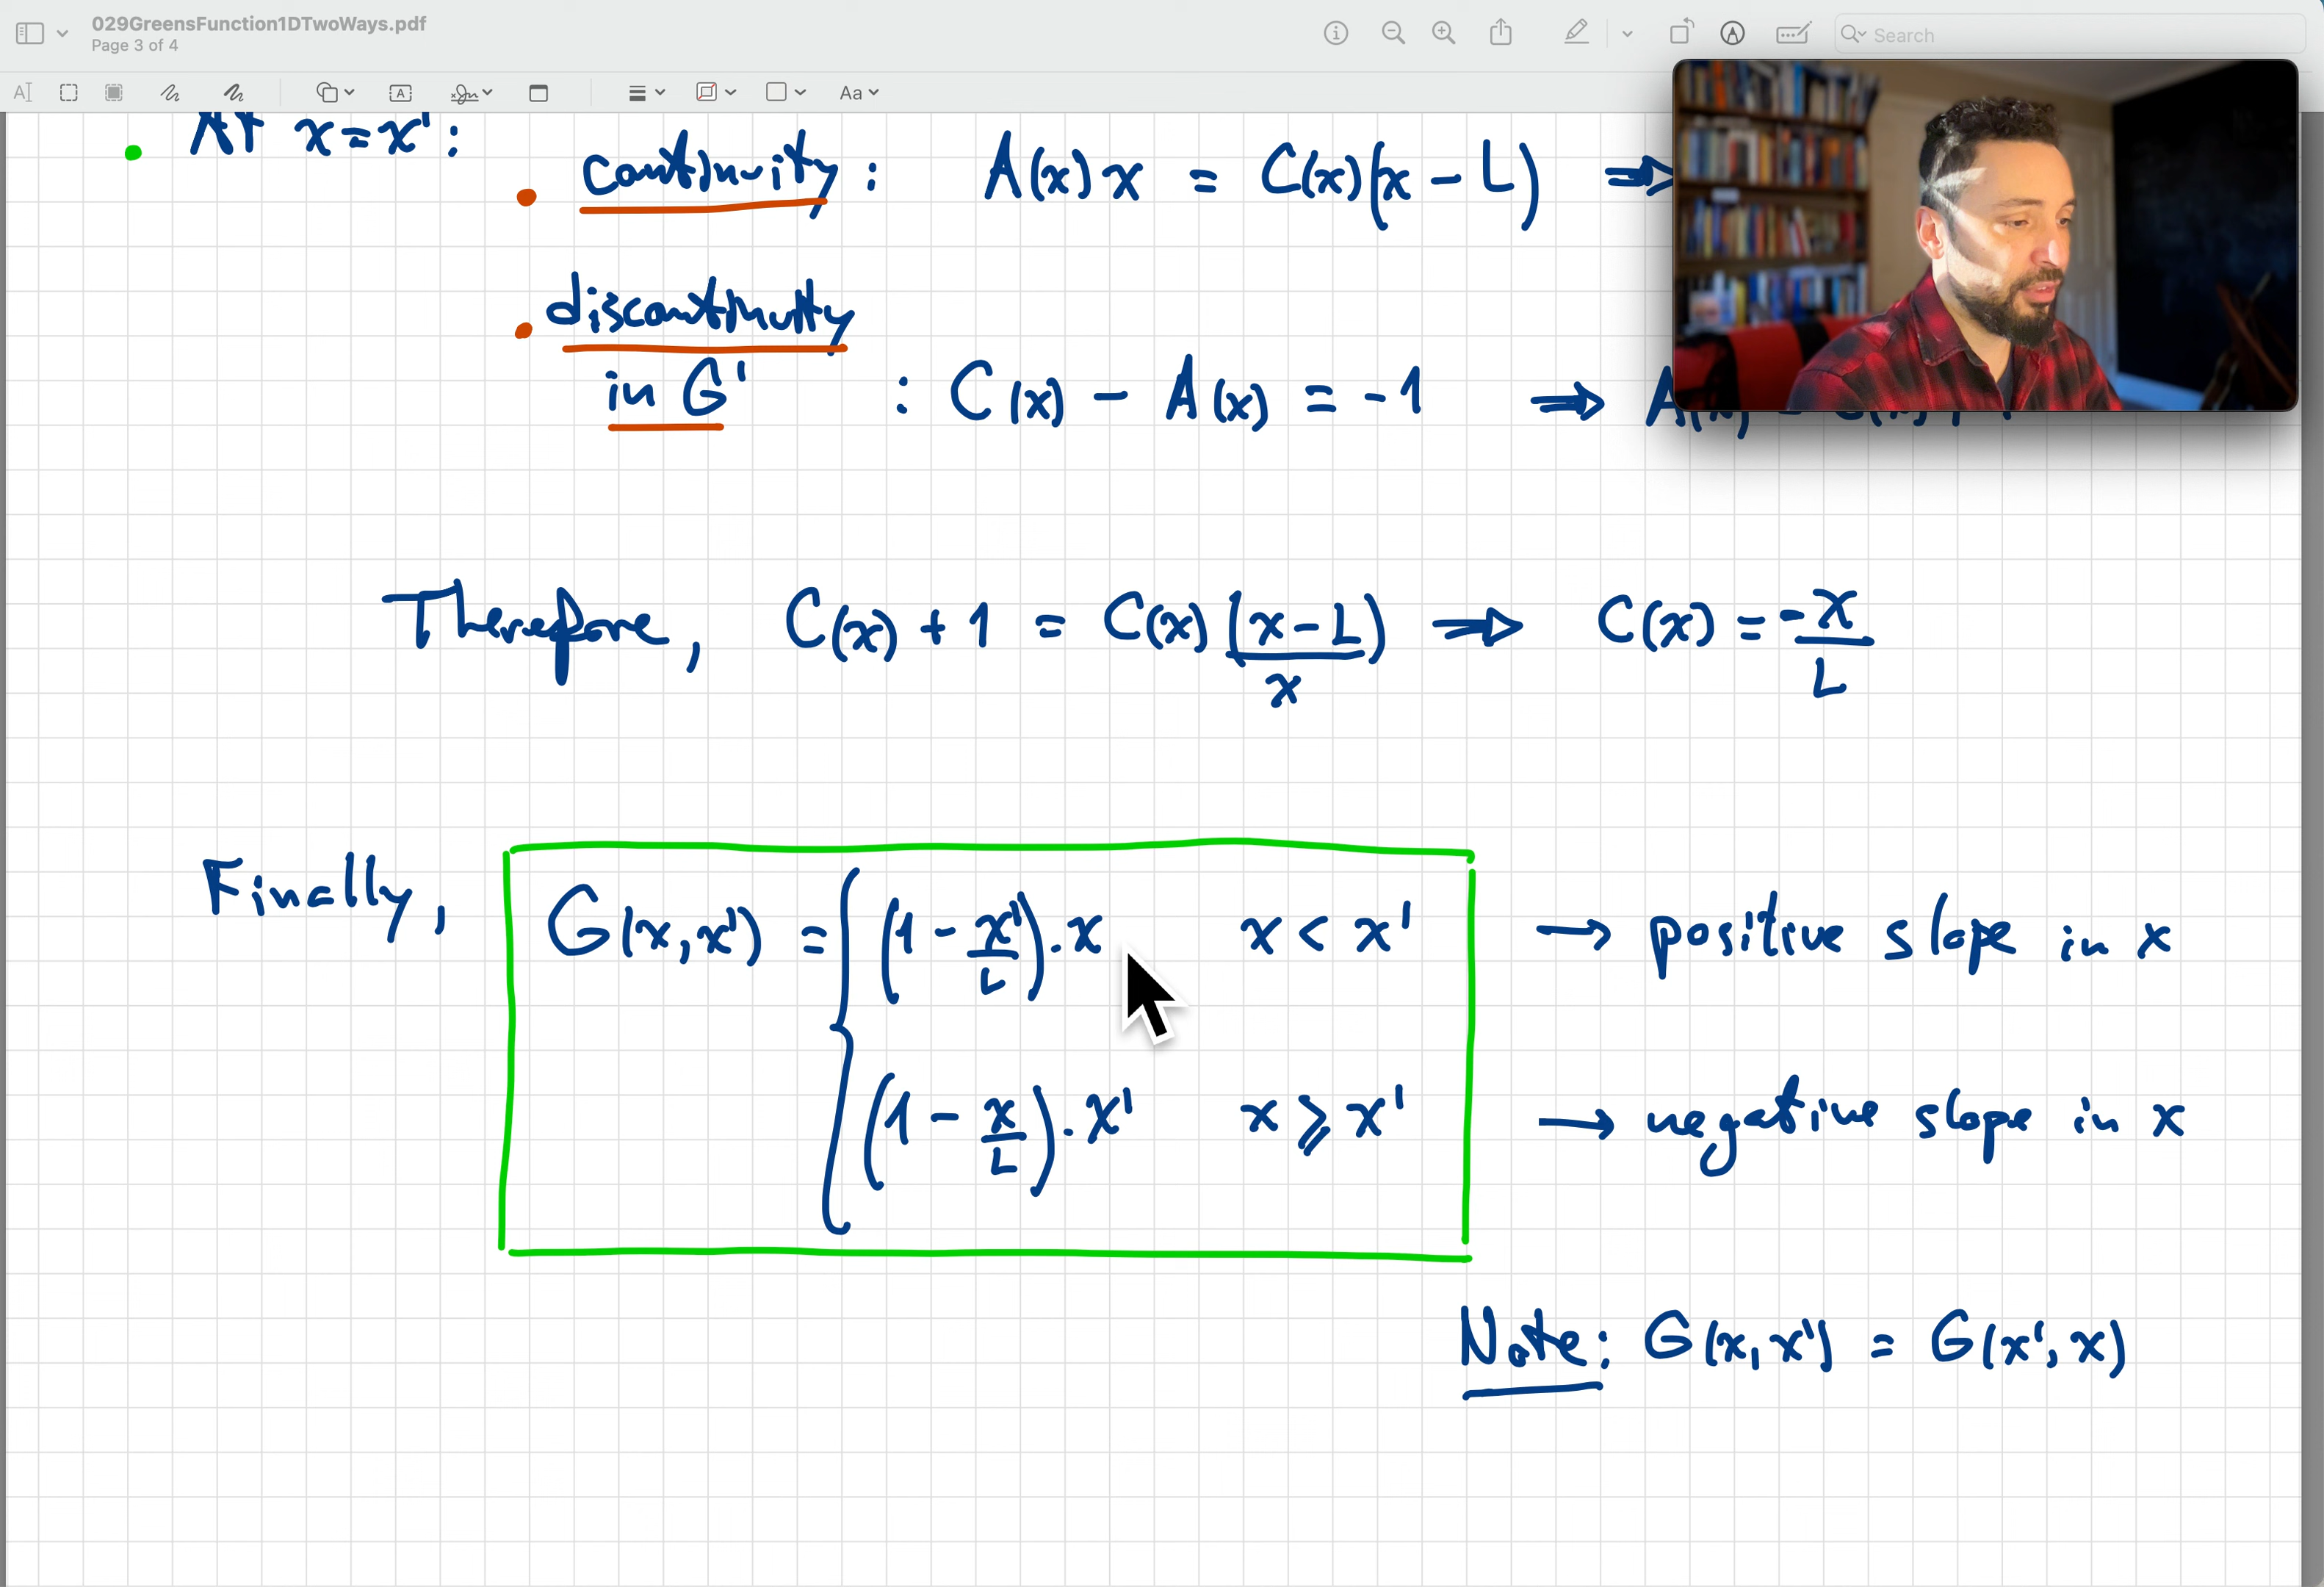 029GreensFunction1DTwoWays.pdf
Page 3 of 4
Search
Aa
At x=x' :
continuity : A(x) x = C(x)(x - L) ⇒
discontinuity
in G' : C(x) - A(x) = -1 ⇒
Therefore, C(x) + 1 = C(x) (x-L)/x ⇒ C(x) = -x/L
Finally, G(x,x') = { (1 - x'/L) · x x < x' → positive slope in x
(1 - x/L) · x' x ⩾ x' → negative slope in x
Note: G(x,x') = G(x',x)